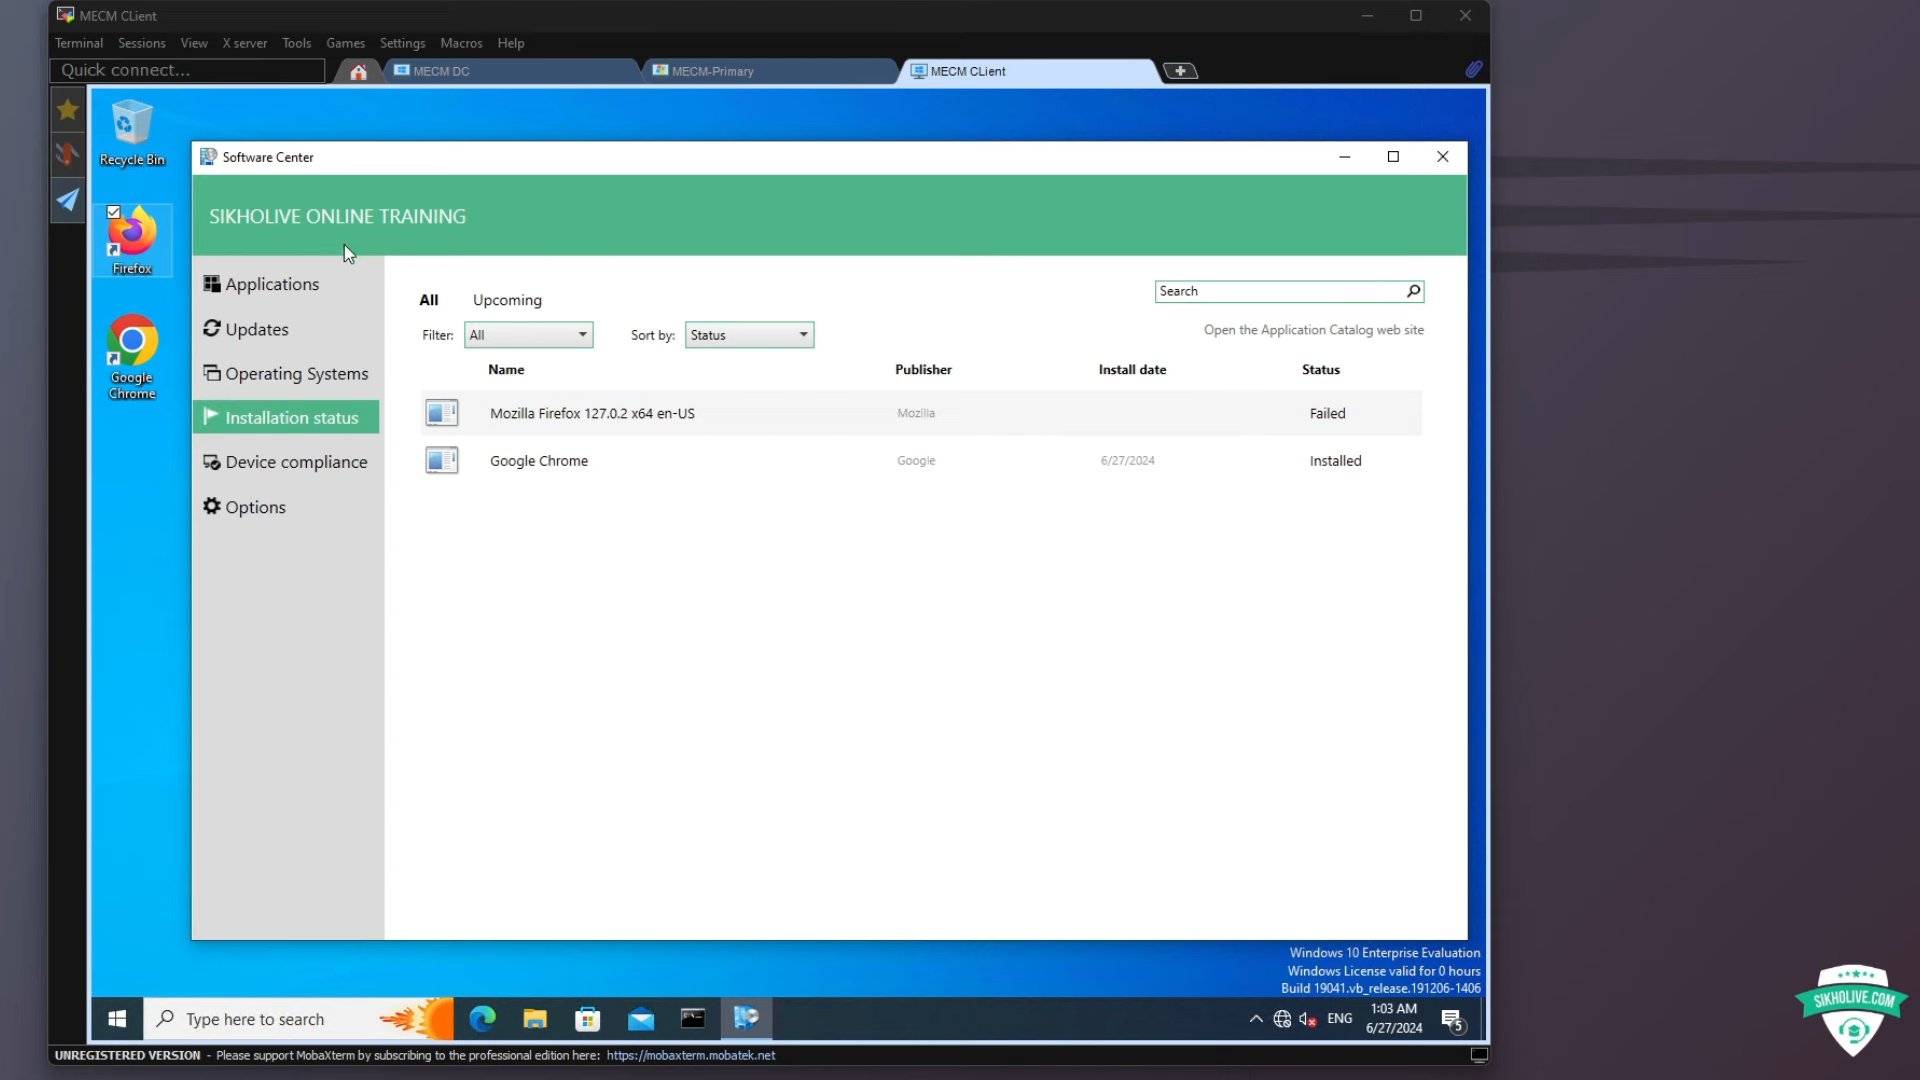 MECM CLient
Terminal Sessions View X server Tools Games Settings Macros Help
Quick connect...
MECM DC
MECM-Primary
MECM CLient
Recycle Bin
Firefox
Google
Chrome
Software Center
SIKHOLIVE ONLINE TRAINING
Applications
Updates
Operating Systems
Installation status
Device compliance
Options
All Upcoming
Search
Filter: All Sort by: Status
Open the Application Catalog web site
Name Publisher Install date Status
Mozilla Firefox 127.0.2 x64 en-US Mozilla Failed
Google Chrome Google 6/27/2024 Installed
Windows 10 Enterprise Evaluation
Windows License valid for 0 hours
Build 19041.vb_release.191206-1406
Type here to search
ENG
1:03 AM
6/27/2024
5
UNREGISTERED VERSION - Please support MobaXterm by subscribing to the professional edition here: https://mobaxterm.mobatek.net
SIKHOLIVE.COM